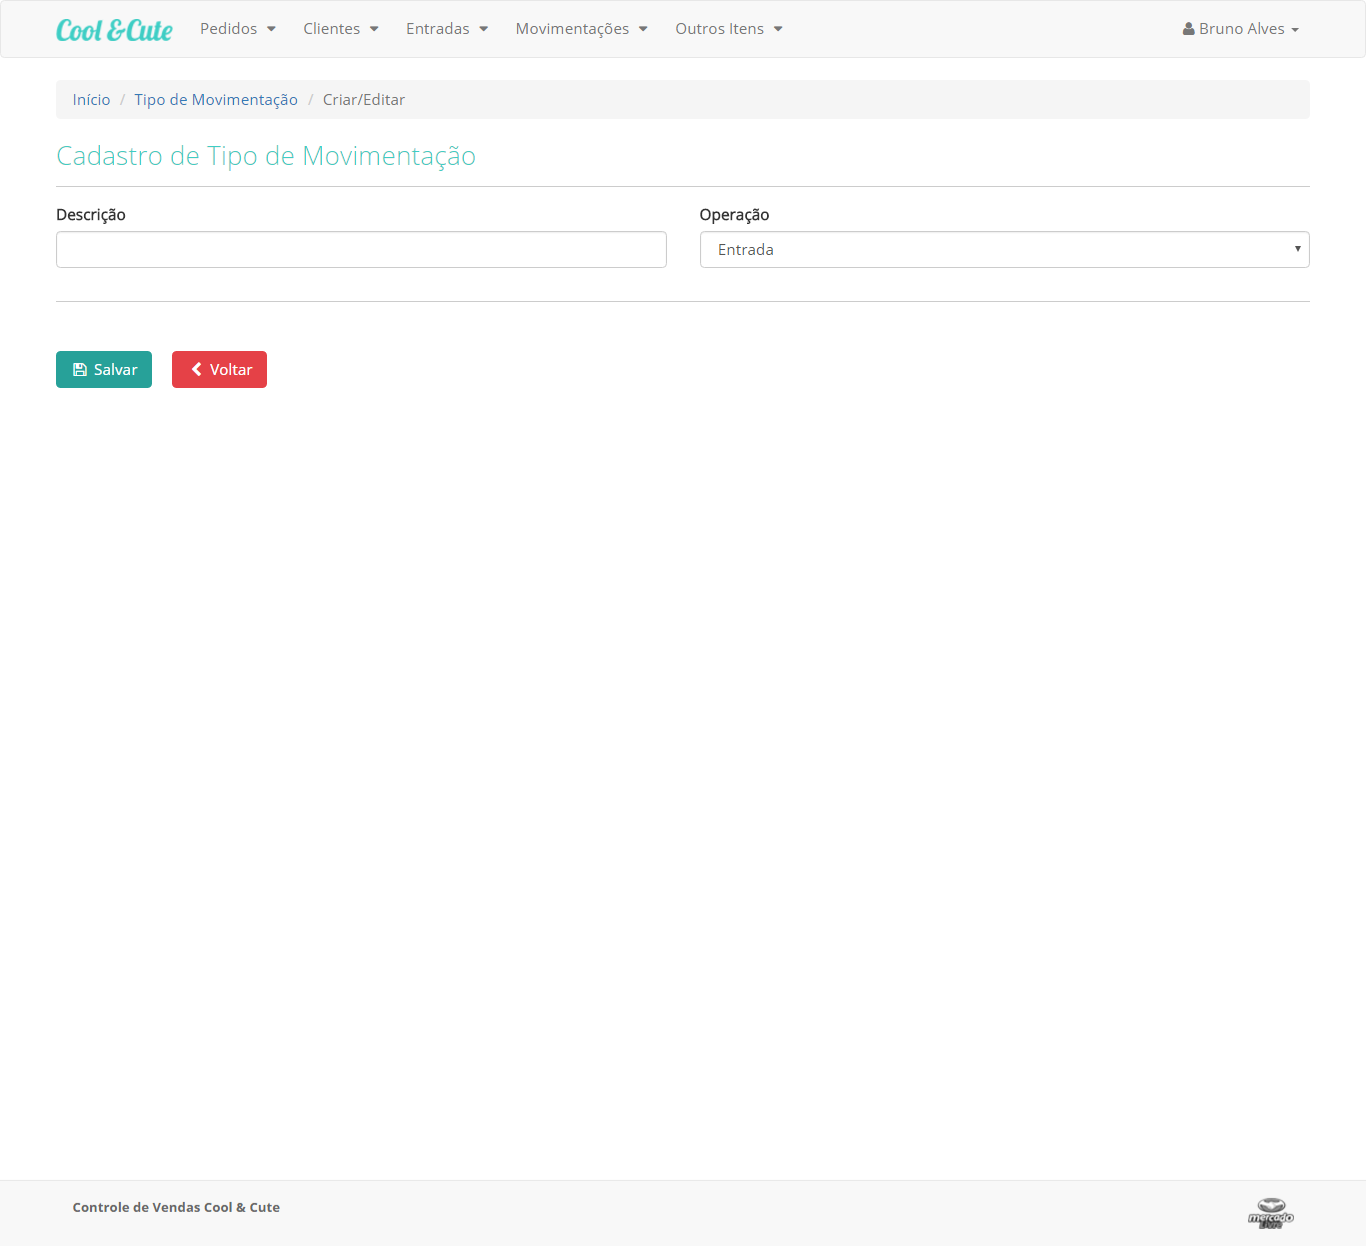 Cool &Cute Pedidos Clientes Entradas Movimentações Outros Itens Bruno Alves
Início / Tipo de Movimentação / Criar/Editar
Cadastro de Tipo de Movimentação
Descrição Operação
Entrada
Salvar Voltar
Controle de Vendas Cool & Cute
mercado
livre